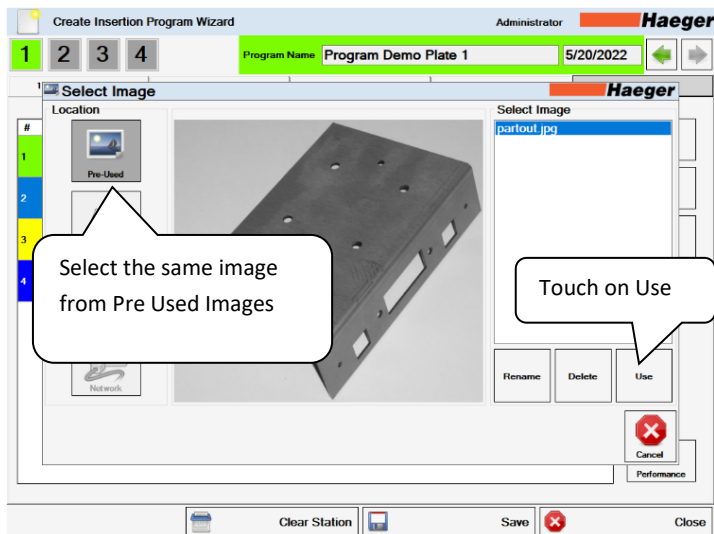 Create Insertion Program Wizard
Administrator
Haeger
1 2 3 4
Program Name Program Demo Plate 1 5/20/2022
1
Select Image
Haeger
Location
Select Image
#
Pre-Used
partout.jpg
1
2
3
4
Select the same image
from Pre Used Images
Touch on Use
Network
Rename Delete Use
Cancel
Performance
Clear Station Save Close